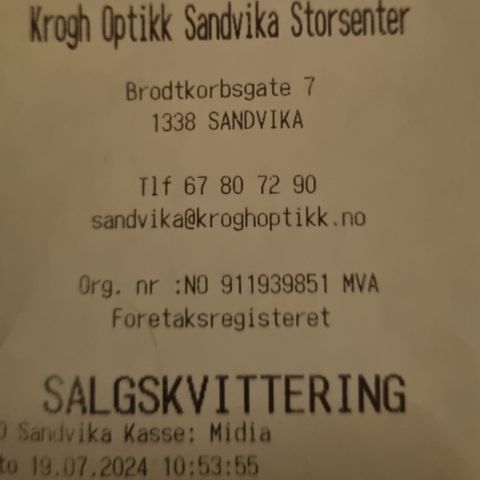 Krogh Optikk Sandvika Storsenter
Brodtkorbsgate 7
1338 SANDVIKA
Tlf 67 80 72 90
sandvika@kroghoptikk.no
Org. nr :NO 911939851 MVA
Foretaksregisteret
SALGSKVITTERING
Sandvika Kasse: Midia
19.07.2024 10:53:55